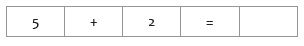 5 + 2 =